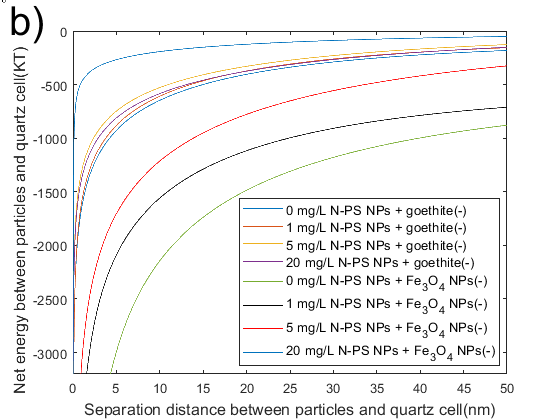 b)
Net energy between particles and quartz cell(KT)
0
-500
-1000
-1500
-2000
-2500
-3000
0 mg/L N-PS NPs + goethite(-)
1 mg/L N-PS NPs + goethite(-)
5 mg/L N-PS NPs + goethite(-)
20 mg/L N-PS NPs + goethite(-)
0 mg/L N-PS NPs + Fe3O4 NPs(-)
1 mg/L N-PS NPs + Fe3O4 NPs(-)
5 mg/L N-PS NPs + Fe3O4 NPs(-)
20 mg/L N-PS NPs + Fe3O4 NPs(-)
0 5 10 15 20 25 30 35 40 45 50
Separation distance between particles and quartz cell(nm)